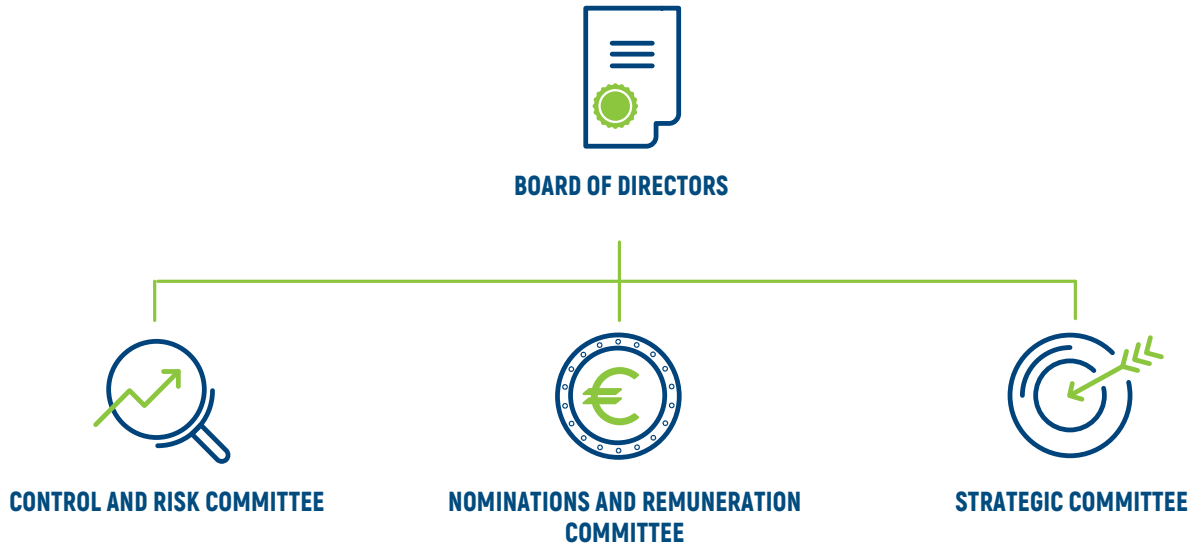 BOARD OF DIRECTORS
CONTROL AND RISK COMMITTEE
NOMINATIONS AND REMUNERATION
COMMITTEE
STRATEGIC COMMITTEE